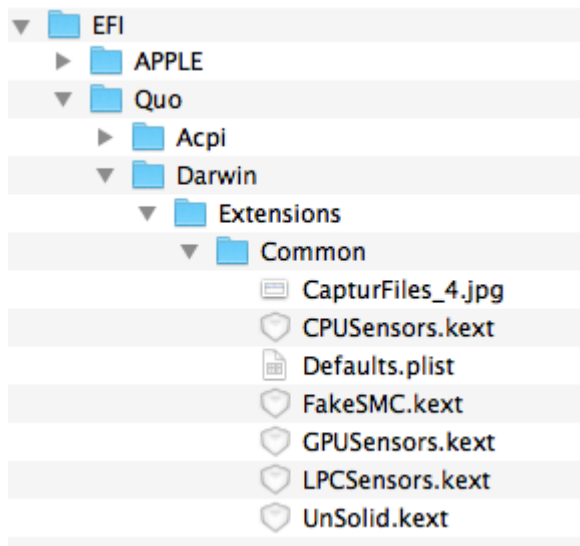 EFI
APPLE
Quo
Acpi
Darwin
Extensions
Common
CapturFiles_4.jpg
CPUSensors.kext
Defaults.plist
FakeSMC.kext
GPUSensors.kext
LPCSensors.kext
UnSolid.kext